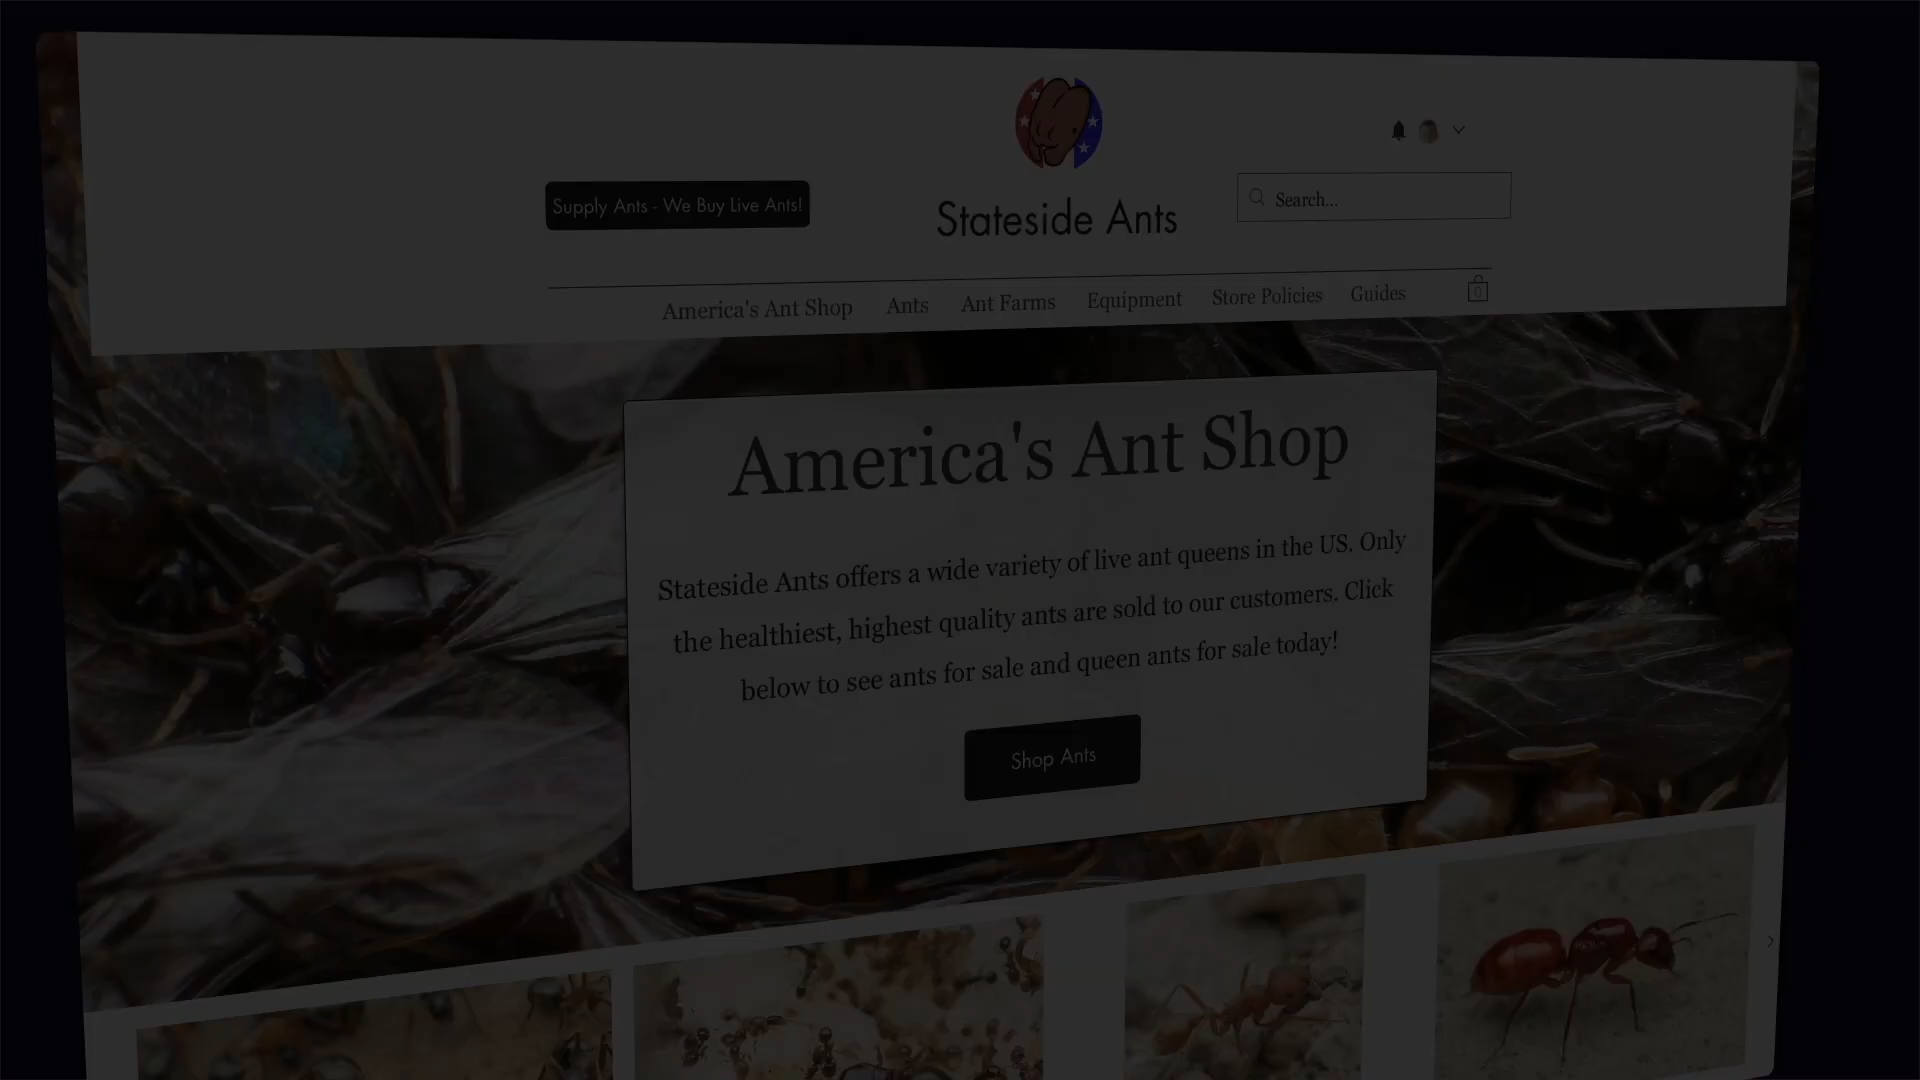 Supply Ants - We Buy Live Ants!
Stateside Ants
Search...
America's Ant Shop
Ants
Ant Farms
Equipment
Store Policies
Guides
0
America's Ant Shop
Stateside Ants offers a wide variety of live ant queens in the US. Only
the healthiest, highest quality ants are sold to our customers. Click
below to see ants for sale and queen ants for sale today!
Shop Ants